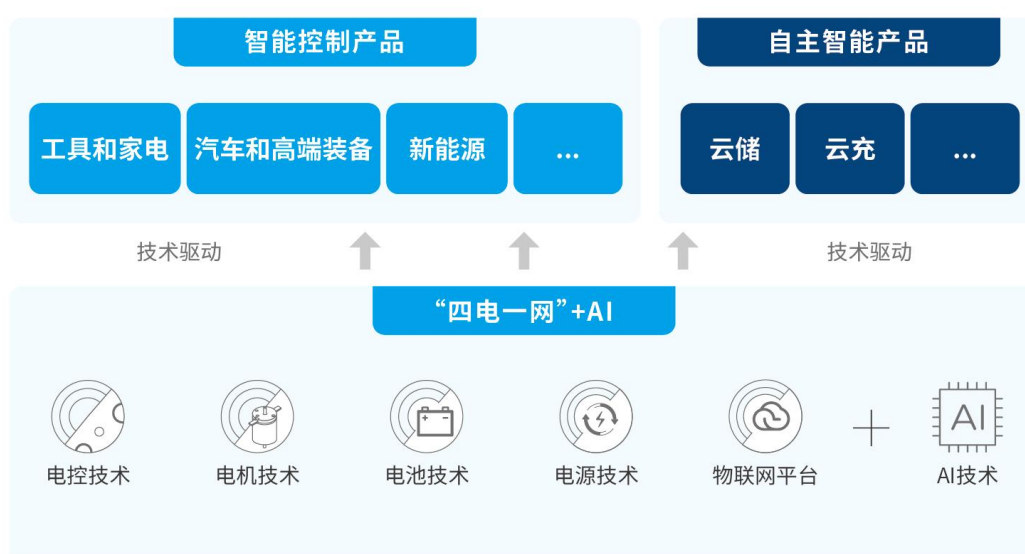 智能控制产品
自主智能产品
工具和家电
汽车和高端装备
新能源
...
云储
云充
...
技术驱动
技术驱动
“四电一网”+AI
电控技术
电机技术
电池技术
电源技术
物联网平台
+
AI
AI技术